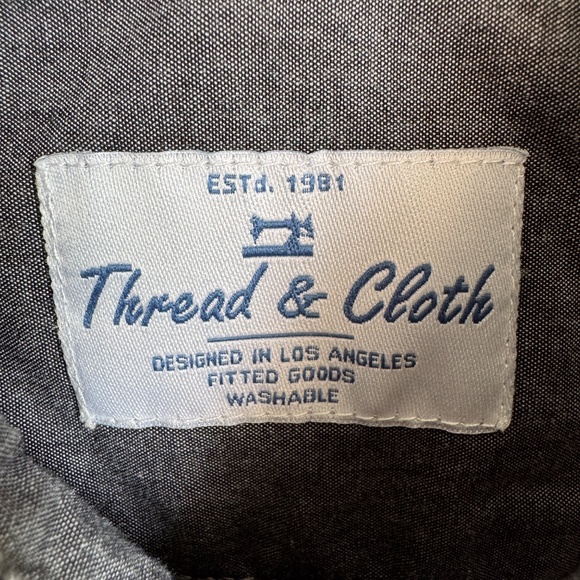 ESTd. 1981
Thread & Cloth
DESIGNED IN LOS ANGELES
FITTED GOODS
WASHABLE